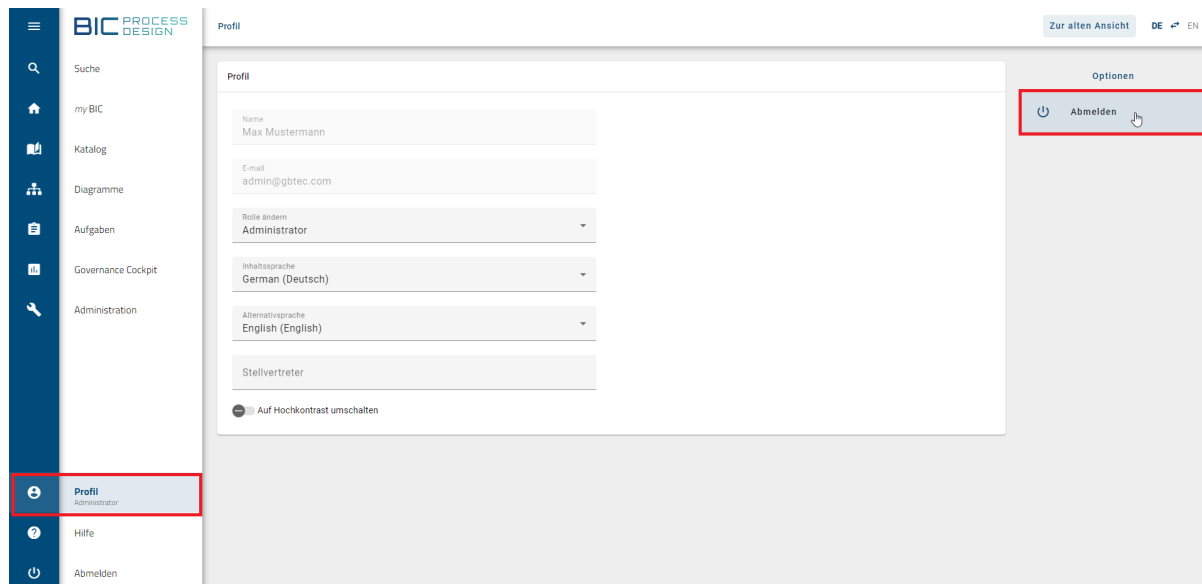 BIC PROCESS
DESIGN
Profil
Zur alten Ansicht
DE
EN
Suche
my BIC
Katalog
Diagramme
Aufgaben
Governance Cockpit
Administration
Profil
Administrator
Hilfe
Abmelden
Profil
Name
Max Mustermann
E-mail
admin@gbtec.com
Rolle ändern
Administrator
Inhaltssprache
German (Deutsch)
Alternativsprache
English (English)
Stellvertreter
Auf Hochkontrast umschalten
Optionen
Abmelden